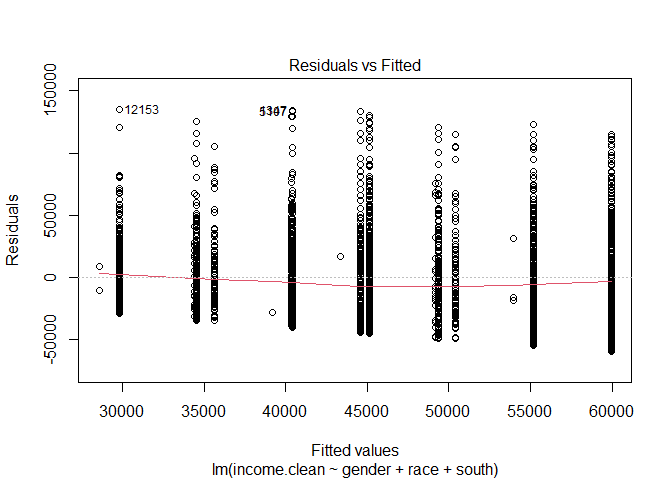 Residuals vs Fitted
150000
50000
0
-50000
Residuals
12153
30000 35000 40000 45000 50000 55000 60000
Fitted values
lm(income.clean ~ gender + race + south)